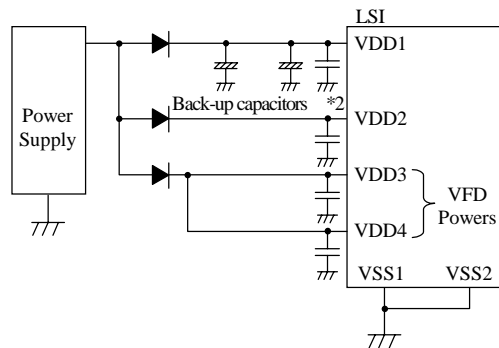 LSI
VDD1
Back-up capacitors *2
VDD2
Power
Supply
VDD3
VFD
Powers
VDD4
VSS1 VSS2